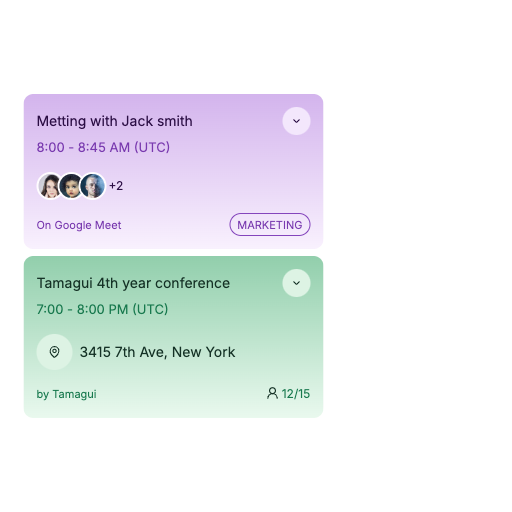 Metting with Jack smith
8:00 - 8:45 AM (UTC)
+2
On Google Meet
MARKETING
Tamagui 4th year conference
7:00 - 8:00 PM (UTC)
3415 7th Ave, New York
by Tamagui
12/15